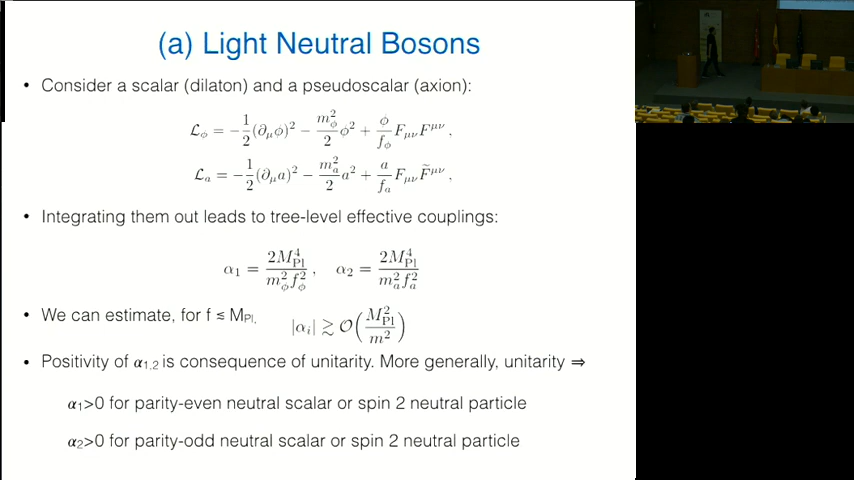 (a) Light Neutral Bosons
• Consider a scalar (dilaton) and a pseudoscalar (axion):
ℒ_ϕ = −1/2 (∂_μϕ)² − m_ϕ²/2 ϕ² + ϕ/f_ϕ F_μν F^μν ,
ℒ_a = −1/2 (∂_μa)² − m_a²/2 a² + a/f_a F_μν F̃^μν ,
• Integrating them out leads to tree-level effective couplings:
α₁ = 2M_Pl⁴/(m_ϕ² f_ϕ²) , α₂ = 2M_Pl⁴/(m_a² f_a²)
• We can estimate, for f ≤ M_Pl, |α_i| ≳ 𝒪(M_Pl²/m²)
• Positivity of α₁,₂ is consequence of unitarity. More generally, unitarity ⇒
α₁>0 for parity-even neutral scalar or spin 2 neutral particle
α₂>0 for parity-odd neutral scalar or spin 2 neutral particle